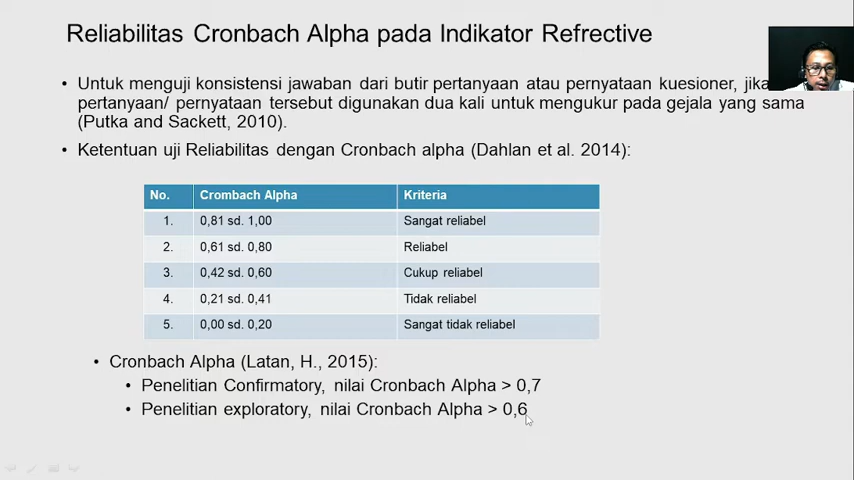 Reliabilitas Cronbach Alpha pada Indikator Refrective
• Untuk menguji konsistensi jawaban dari butir pertanyaan atau pernyataan kuesioner, jika
pertanyaan/ pernyataan tersebut digunakan dua kali untuk mengukur pada gejala yang sama
(Putka and Sackett, 2010).
• Ketentuan uji Reliabilitas dengan Cronbach alpha (Dahlan et al. 2014):
No. Crombach Alpha Kriteria
1. 0,81 sd. 1,00 Sangat reliabel
2. 0,61 sd. 0,80 Reliabel
3. 0,42 sd. 0,60 Cukup reliabel
4. 0,21 sd. 0,41 Tidak reliabel
5. 0,00 sd. 0,20 Sangat tidak reliabel
• Cronbach Alpha (Latan, H., 2015):
• Penelitian Confirmatory, nilai Cronbach Alpha > 0,7
• Penelitian exploratory, nilai Cronbach Alpha > 0,6